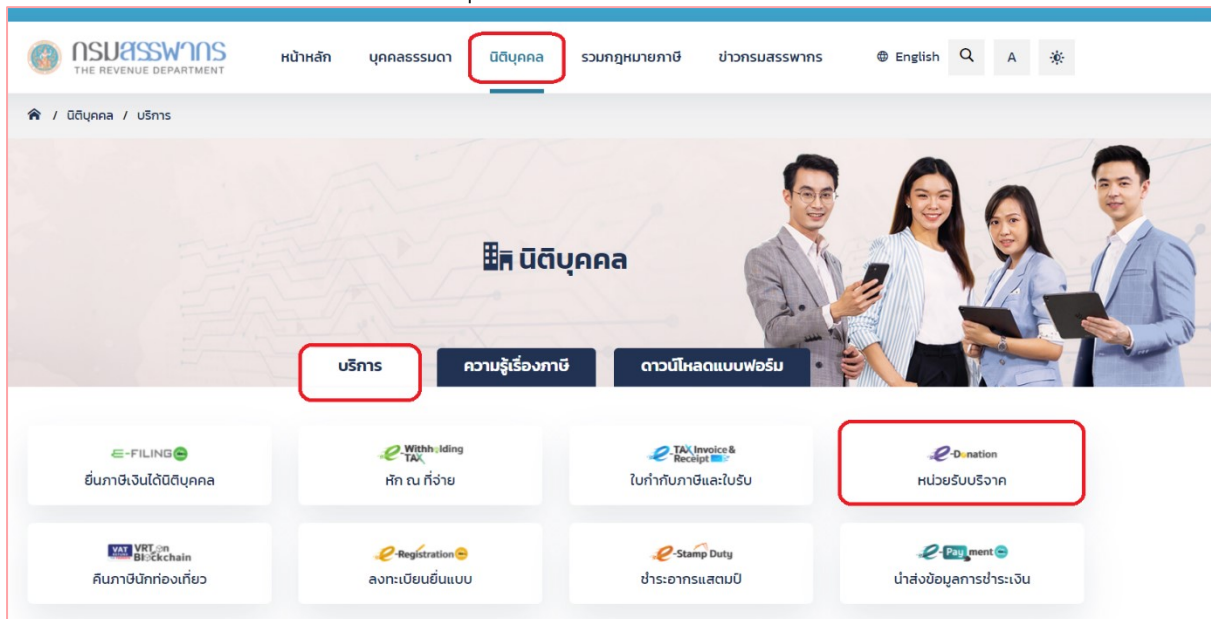 กรมสรรพากร
THE REVENUE DEPARTMENT
หน้าหลัก บุคคลธรรมดา นิติบุคคล รวมกฎหมายภาษี ข่าวกรมสรรพากร English A
/ นิติบุคคล / บริการ
นิติบุคคล
บริการ ความรู้เรื่องภาษี ดาวน์โหลดแบบฟอร์ม
E-FILING
ยื่นภาษีเงินได้นิติบุคคล
e-Withholding TAX
หัก ณ ที่จ่าย
e-TAX Invoice & Receipt
ใบกำกับภาษีและใบรับ
e-Donation
หน่วยรับบริจาค
VAT VRT on Blockchain
คืนภาษีนักท่องเที่ยว
e-Registration
ลงทะเบียนยื่นแบบ
e-Stamp Duty
ชำระอากรแสตมป์
e-Payment
นำส่งข้อมูลการชำระเงิน